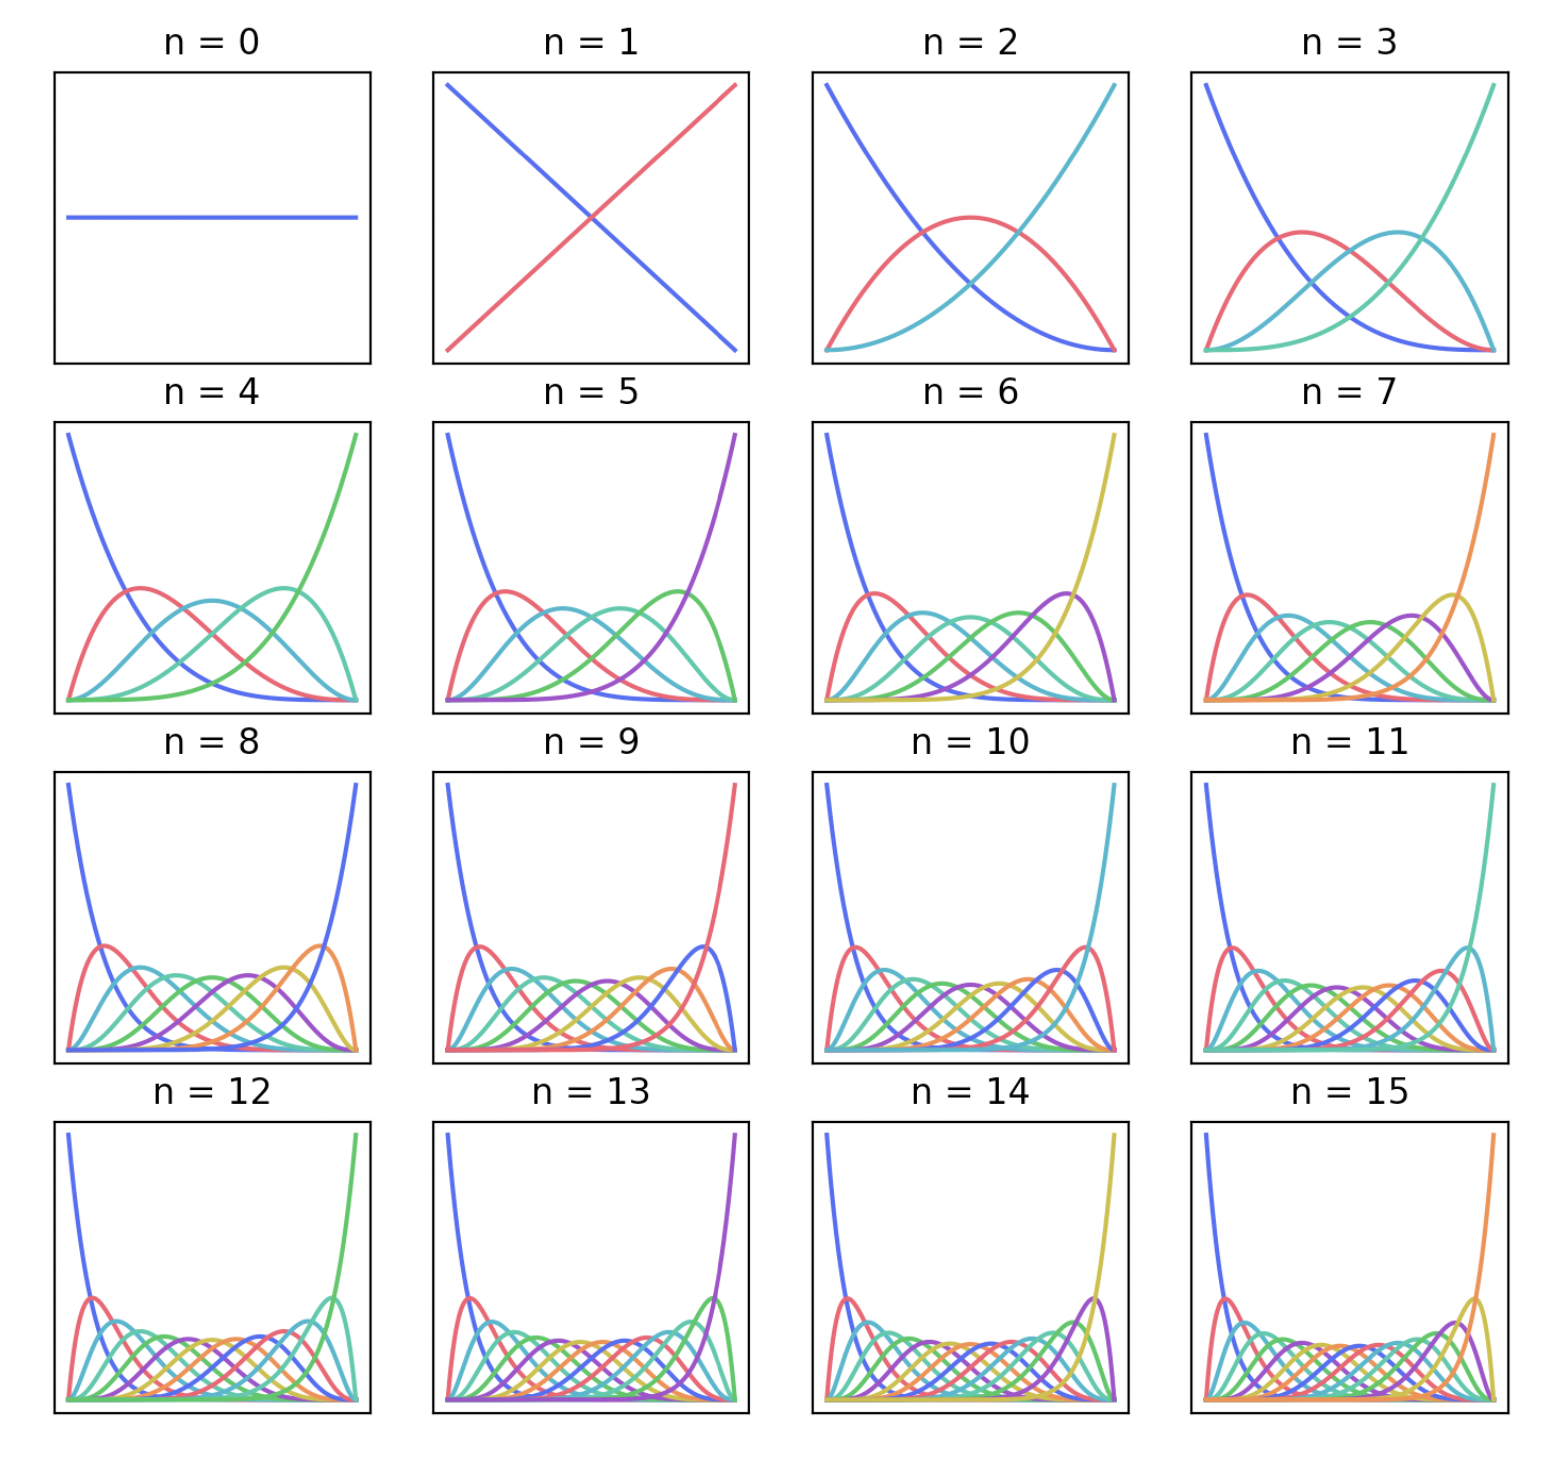 n = 0
n = 1
n = 2
n = 3
n = 4
n = 5
n = 6
n = 7
n = 8
n = 9
n = 10
n = 11
n = 12
n = 13
n = 14
n = 15